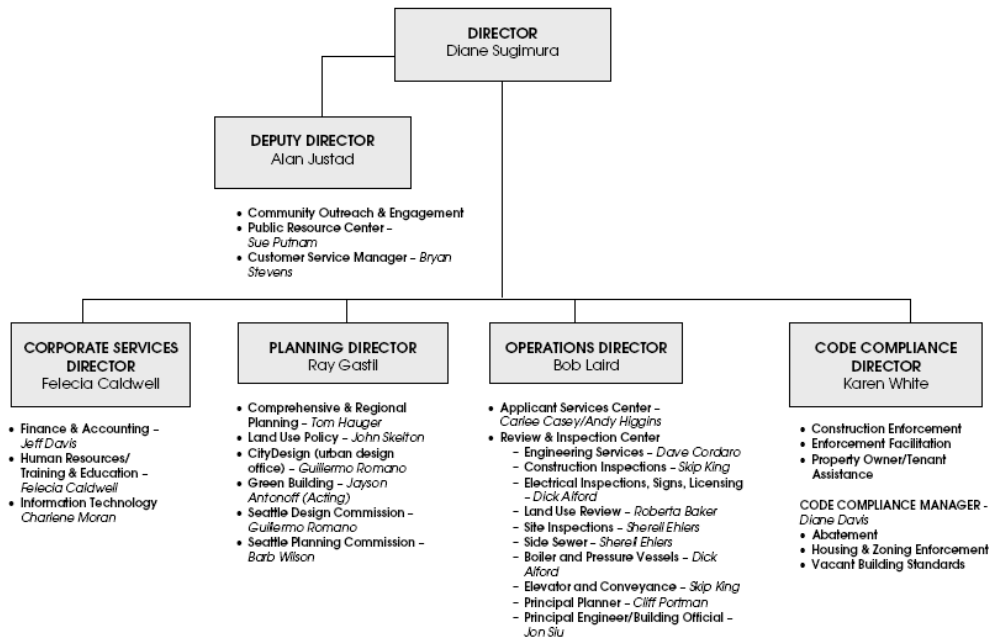 DIRECTOR
Diane Sugimura
DEPUTY DIRECTOR
Alan Justad
• Community Outreach & Engagement
• Public Resource Center –
Sue Putnam
• Customer Service Manager – Bryan
Stevens
CORPORATE SERVICES
DIRECTOR
Felecia Caldwell
• Finance & Accounting –
Jeff Davis
• Human Resources/
Training & Education –
Felecia Caldwell
• Information Technology
Charlene Moran
PLANNING DIRECTOR
Ray Gastil
• Comprehensive & Regional
Planning – Tom Hauger
• Land Use Policy – John Skelton
• CityDesign (urban design
office) – Guillermo Romano
• Green Building – Jayson
Antonoff (Acting)
• Seattle Design Commission –
Guillermo Romano
• Seattle Planning Commission –
Barb Wilson
OPERATIONS DIRECTOR
Bob Laird
• Applicant Services Center –
Carlee Casey/Andy Higgins
• Review & Inspection Center
– Engineering Services – Dave Cordaro
– Construction Inspections – Skip King
– Electrical Inspections, Signs, Licensing
– Dick Alford
– Land Use Review – Roberta Baker
– Site Inspections – Sherell Ehlers
– Side Sewer – Sherell Ehlers
– Boiler and Pressure Vessels – Dick
Alford
– Elevator and Conveyance – Skip King
– Principal Planner – Cliff Portman
– Principal Engineer/Building Official –
Jon Siu
CODE COMPLIANCE
DIRECTOR
Karen White
• Construction Enforcement
• Enforcement Facilitation
• Property Owner/Tenant
Assistance
CODE COMPLIANCE MANAGER -
Diane Davis
• Abatement
• Housing & Zoning Enforcement
• Vacant Building Standards